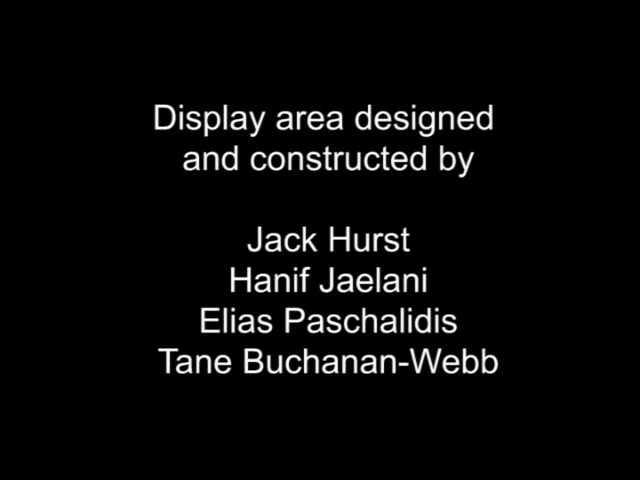 Display area designed
and constructed by
Jack Hurst
Hanif Jaelani
Elias Paschalidis
Tane Buchanan-Webb